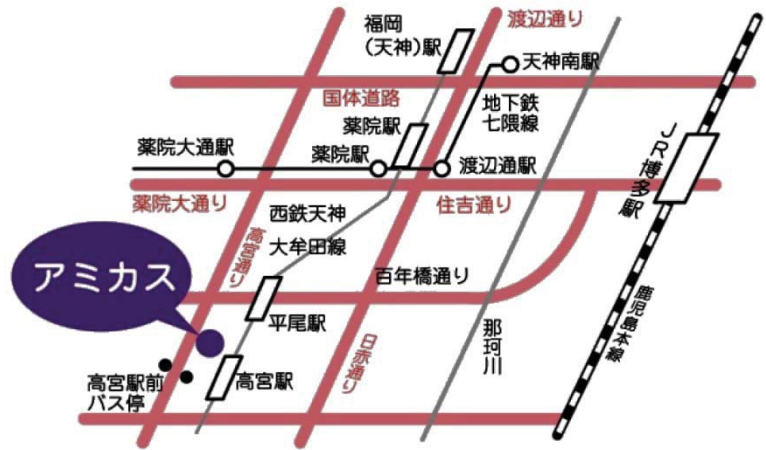 福岡
(天神)駅
渡辺通り
天神南駅
国体道路
地下鉄
七隈線
薬院駅
薬院大通駅
薬院駅
渡辺通駅
JR博多駅
薬院大通り
西鉄天神
大牟田線
住吉通り
高宮通り
アミカス
百年橋通り
平尾駅
日赤通り
那珂川
鹿児島本線
高宮駅前
バス停
高宮駅